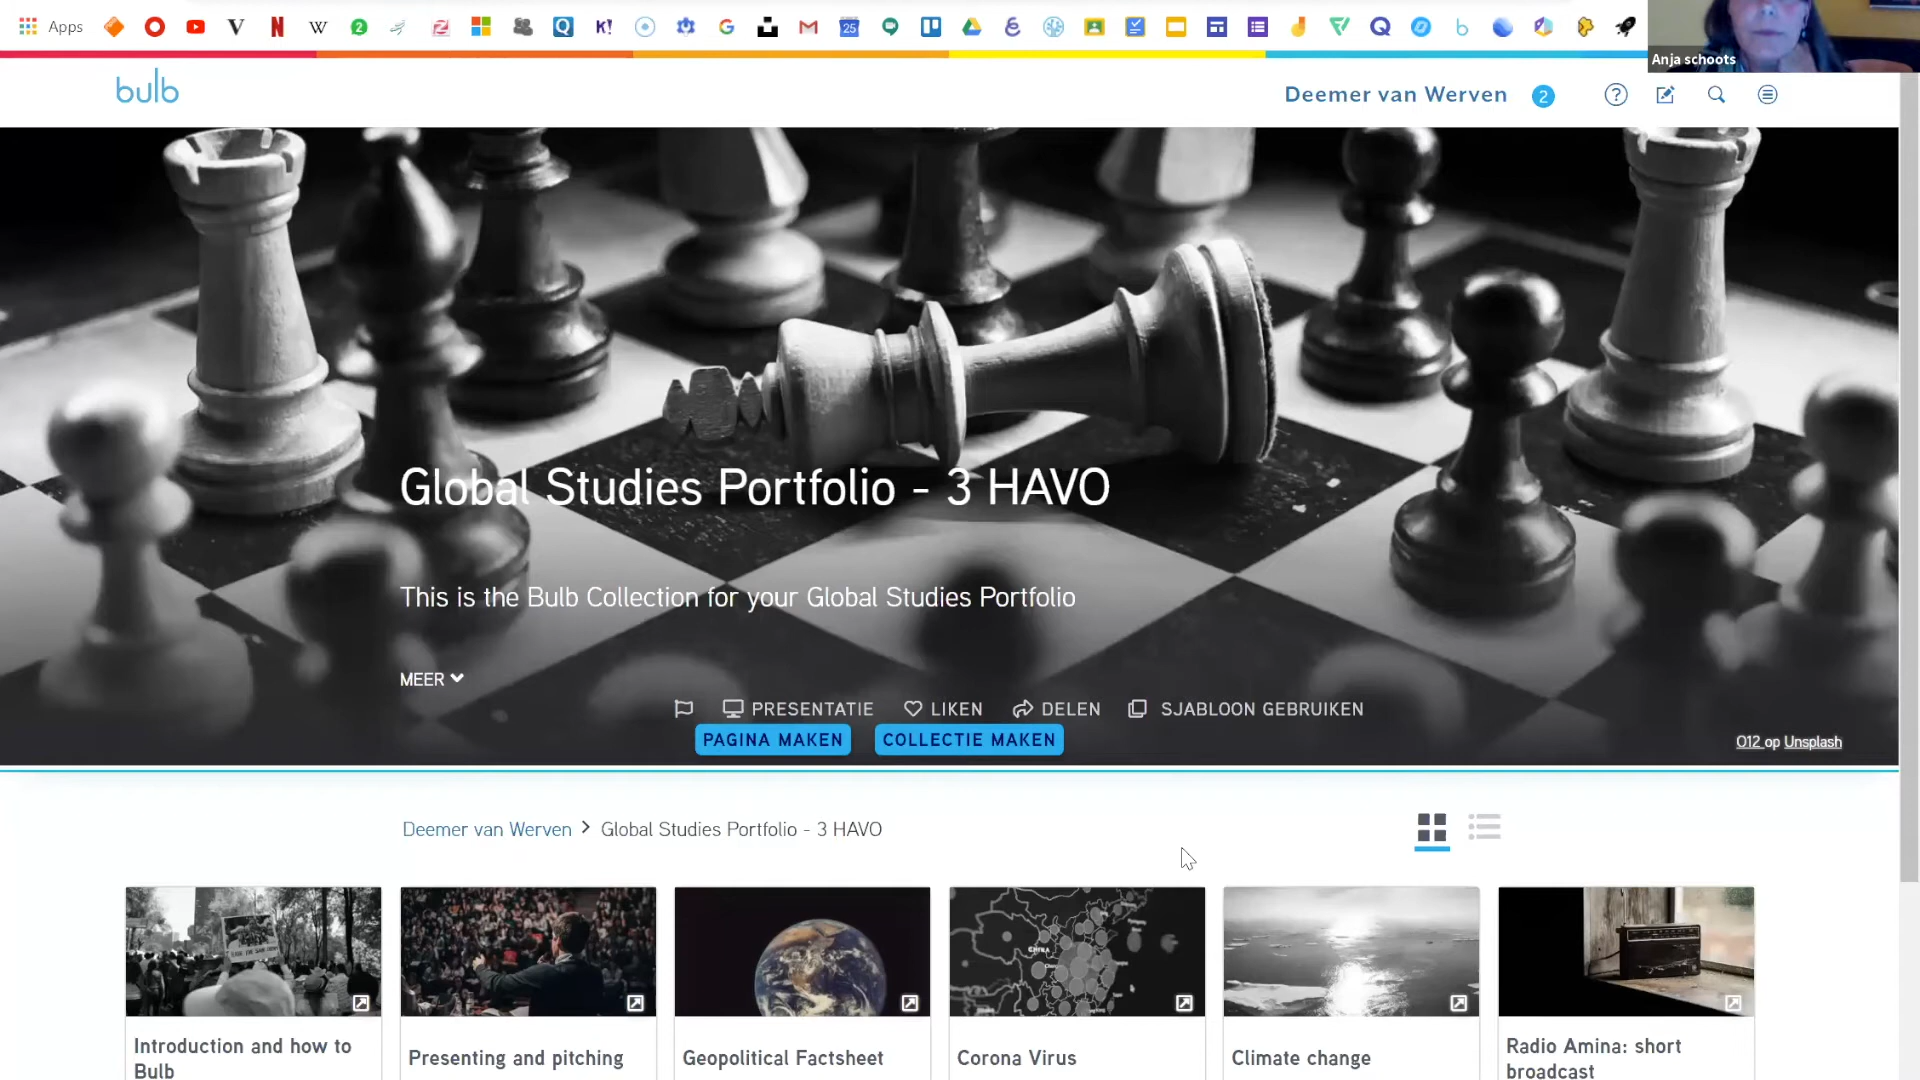 Apps
Anja schoots
bulb
Deemer van Werven 2
Global Studies Portfolio - 3 HAVO
This is the Bulb Collection for your Global Studies Portfolio
MEER
PRESENTATIE LIKEN DELEN SJABLOON GEBRUIKEN
PAGINA MAKEN COLLECTIE MAKEN
O12 op Unsplash
Deemer van Werven > Global Studies Portfolio - 3 HAVO
CHINA
Introduction and how to
Bulb
Presenting and pitching
Geopolitical Factsheet
Corona Virus
Climate change
Radio Amina: short
broadcast